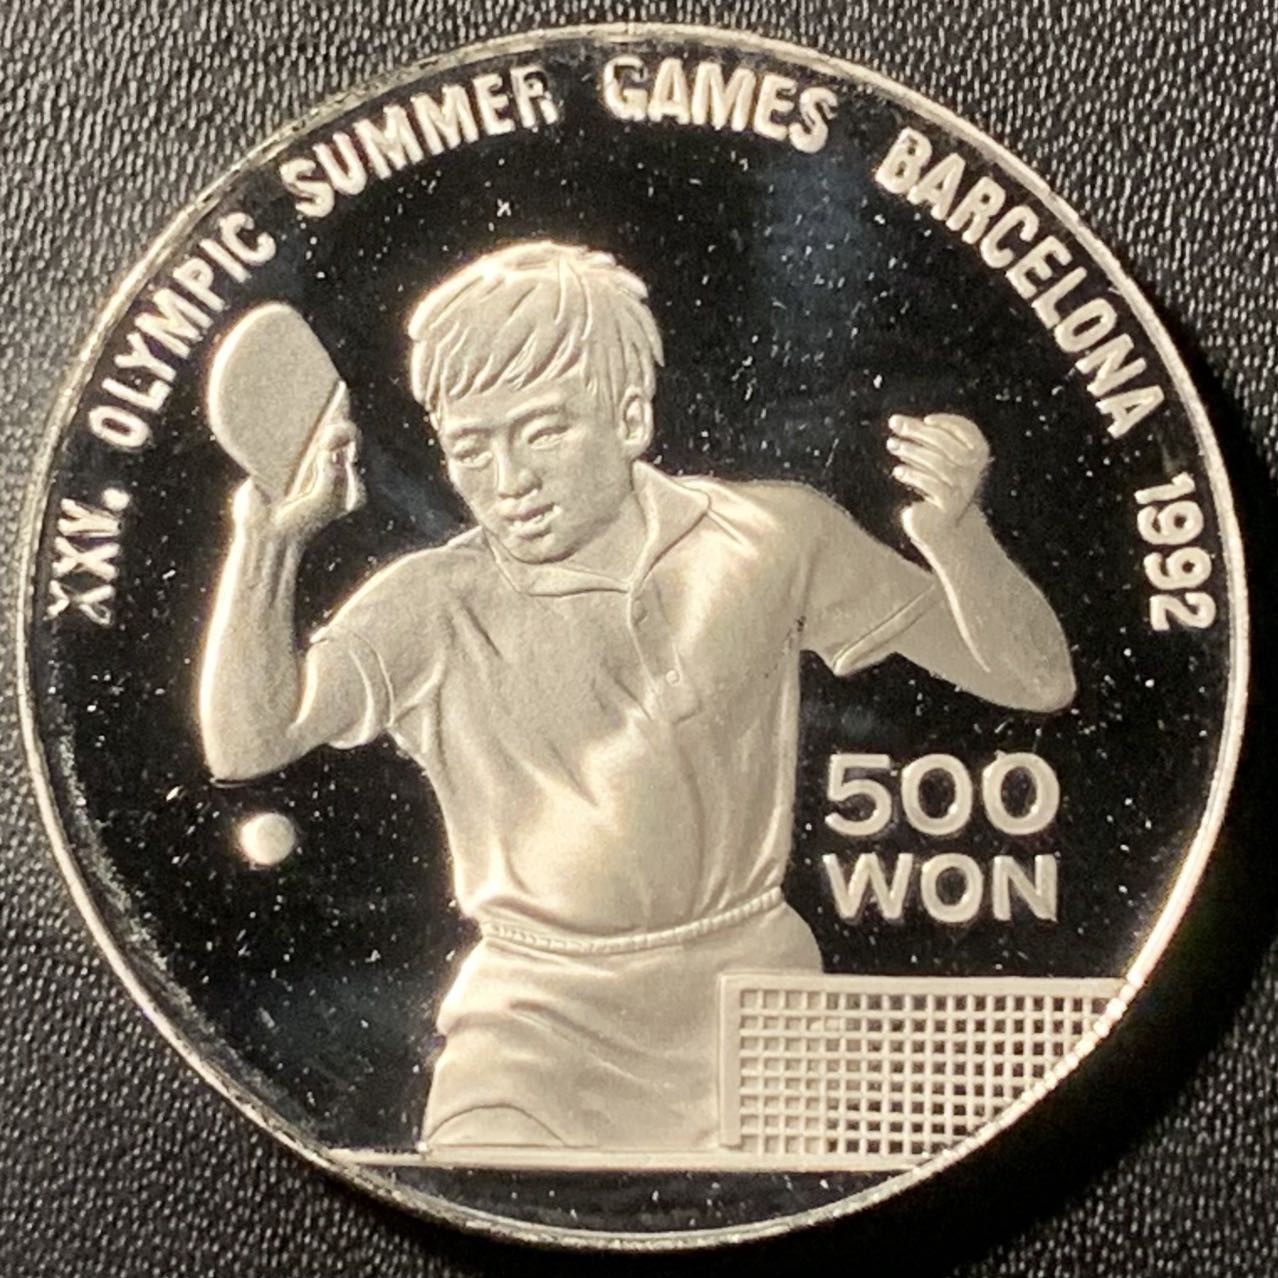 XXV. OLYMPIC SUMMER GAMES BARCELONA 1992
500
WON